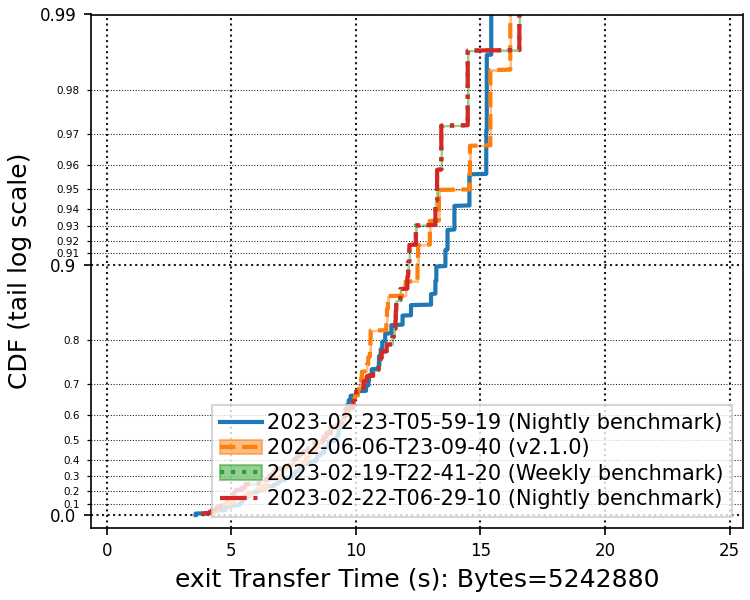 CDF (tail log scale)
0.99
0.98
0.97
0.96
0.95
0.94
0.93
0.92
0.91
0.9
0.8
0.7
0.6
0.5
0.4
0.3
0.2
0.1
0.0
2023-02-23-T05-59-19 (Nightly benchmark)
2022-06-06-T23-09-40 (v2.1.0)
2023-02-19-T22-41-20 (Weekly benchmark)
2023-02-22-T06-29-10 (Nightly benchmark)
0 5 10 15 20 25
exit Transfer Time (s): Bytes=5242880